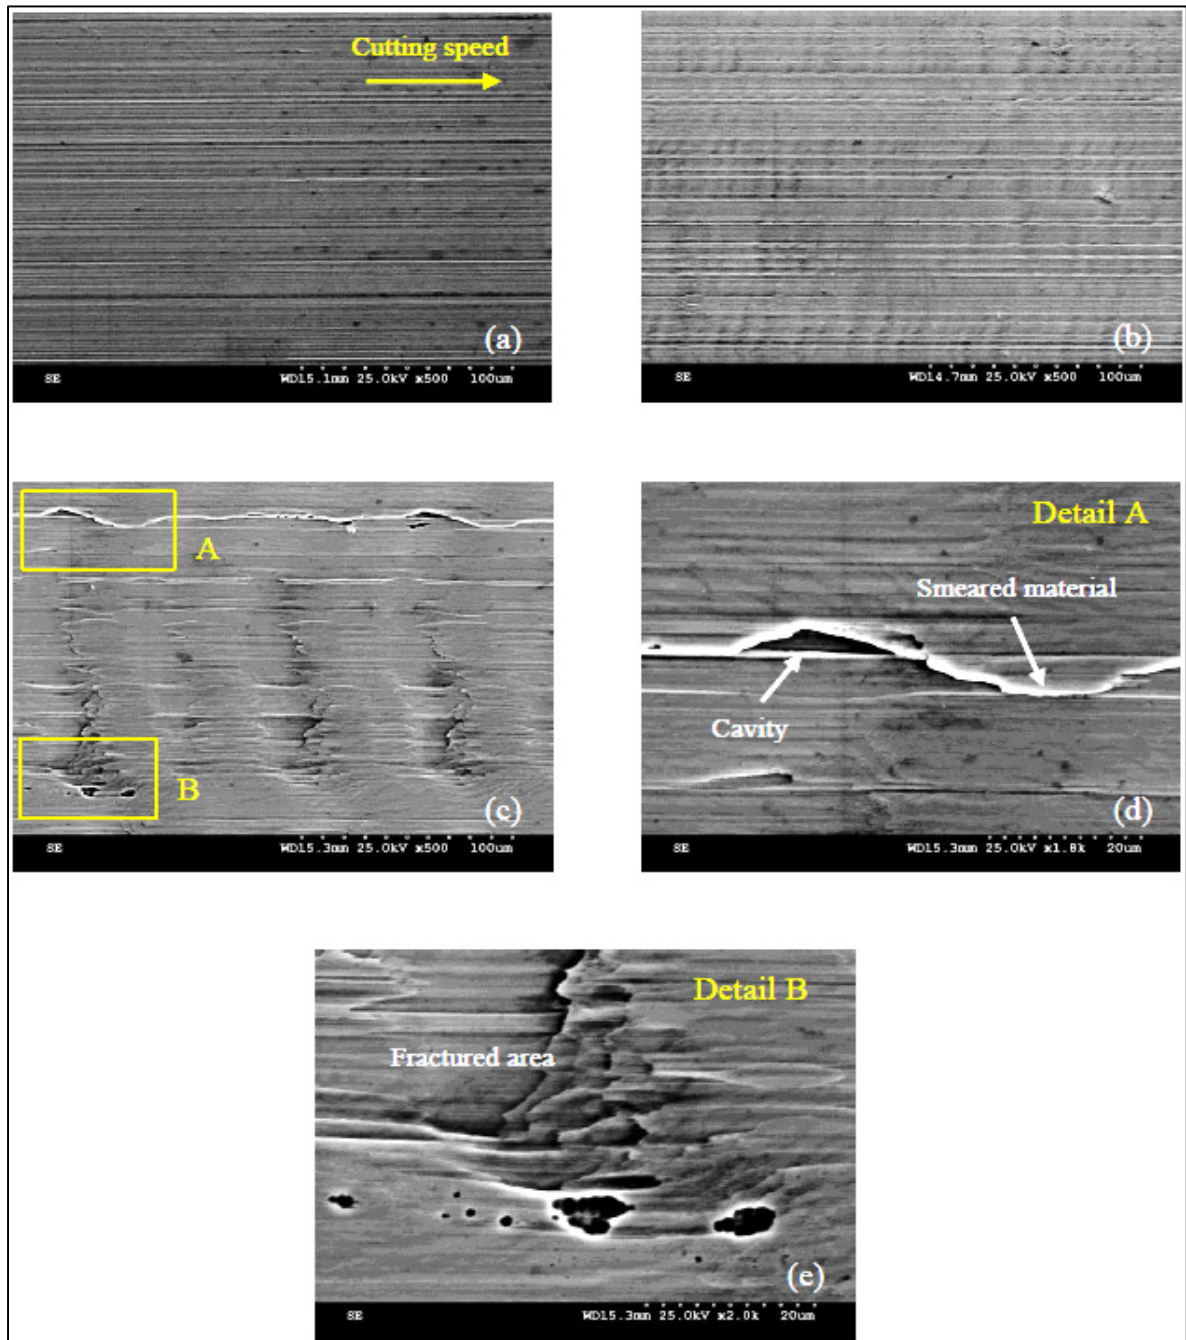 Cutting speed
(a)
SE WD15.1mm 25.0kV x500 100um
(b)
SE WD14.7mm 25.0kV x500 100um
A
B
(c)
SE WD15.3mm 25.0kV x500 100um
Detail A
Smeared material
Cavity
(d)
SE WD15.3mm 25.0kV x1.8k 20um
Detail B
Fractured area
(e)
SE WD15.3mm 25.0kV x2.0k 20um